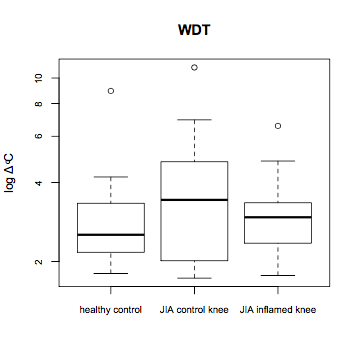 WDT
log Δ°C
10
8
6
4
2
healthy control
JIA control knee
JIA inflamed knee